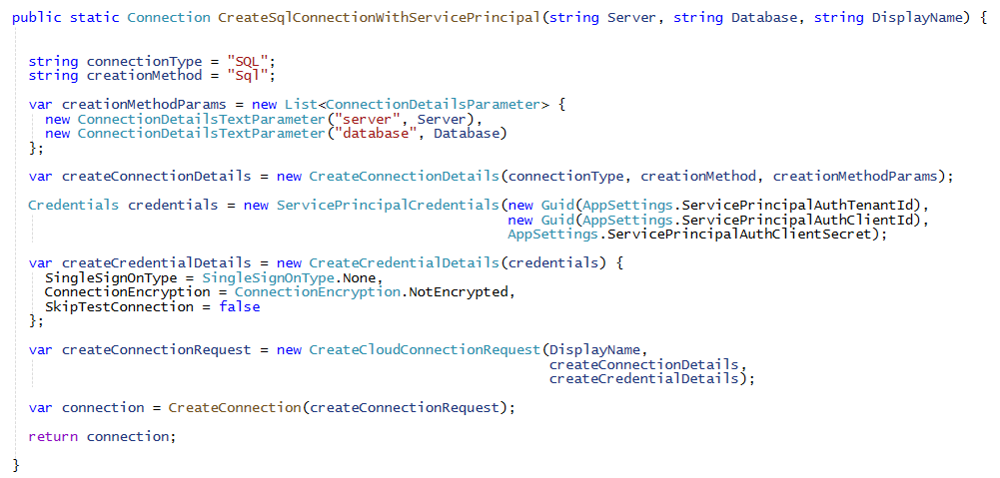 public static Connection CreateSqlConnectionWithServicePrincipal(string Server, string Database, string DisplayName) {
string connectionType = "SQL";
string creationMethod = "Sql";
var creationMethodParams = new List<ConnectionDetailsParameter> {
new ConnectionDetailsTextParameter("server", Server),
new ConnectionDetailsTextParameter("database", Database)
};
var createConnectionDetails = new CreateConnectionDetails(connectionType, creationMethod, creationMethodParams);
Credentials credentials = new ServicePrincipalCredentials(new Guid(AppSettings.ServicePrincipalAuthTenantId),
new Guid(AppSettings.ServicePrincipalAuthClientId),
AppSettings.ServicePrincipalAuthClientSecret);
var createCredentialDetails = new CreateCredentialDetails(credentials) {
SingleSignOnType = SingleSignOnType.None,
ConnectionEncryption = ConnectionEncryption.NotEncrypted,
SkipTestConnection = false
};
var createConnectionRequest = new CreateCloudConnectionRequest(DisplayName,
createConnectionDetails,
createCredentialDetails);
var connection = CreateConnection(createConnectionRequest);
return connection;
}